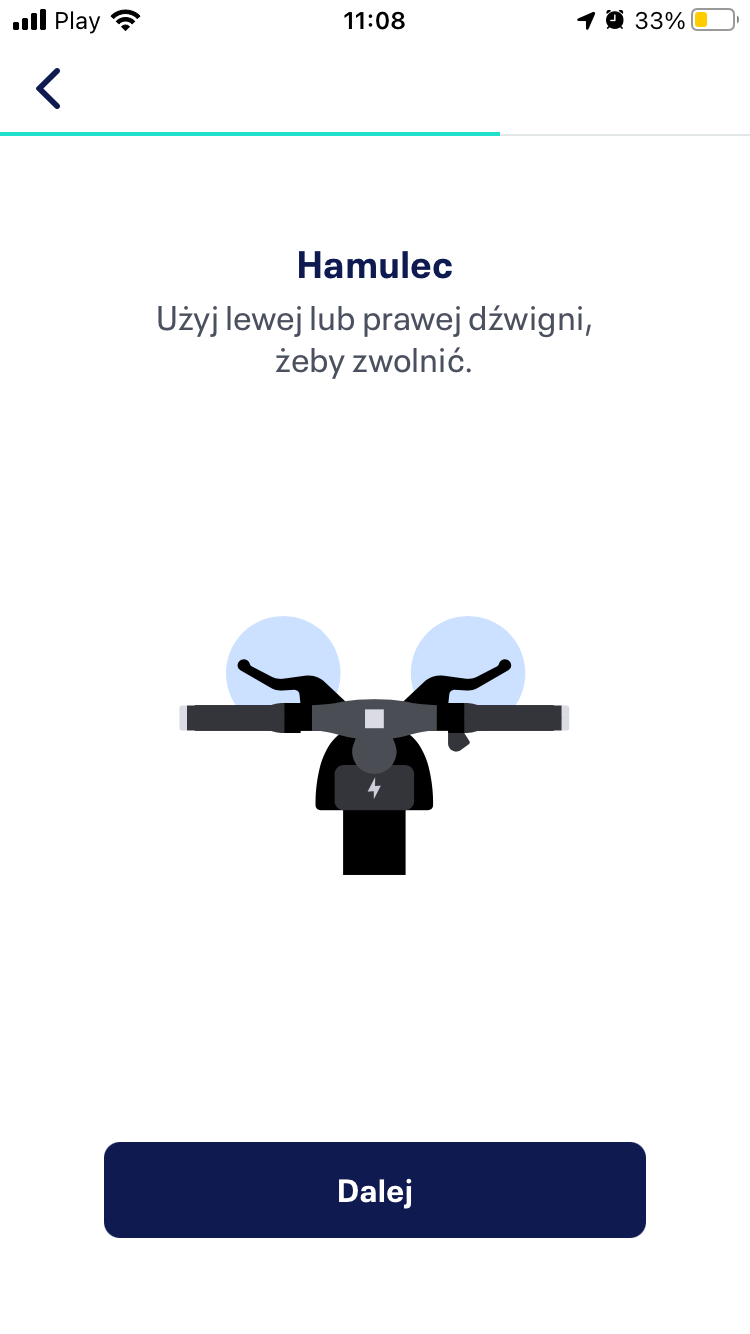 Play 11:08 33%
Hamulec
Użyj lewej lub prawej dźwigni,
żeby zwolnić.
Dalej